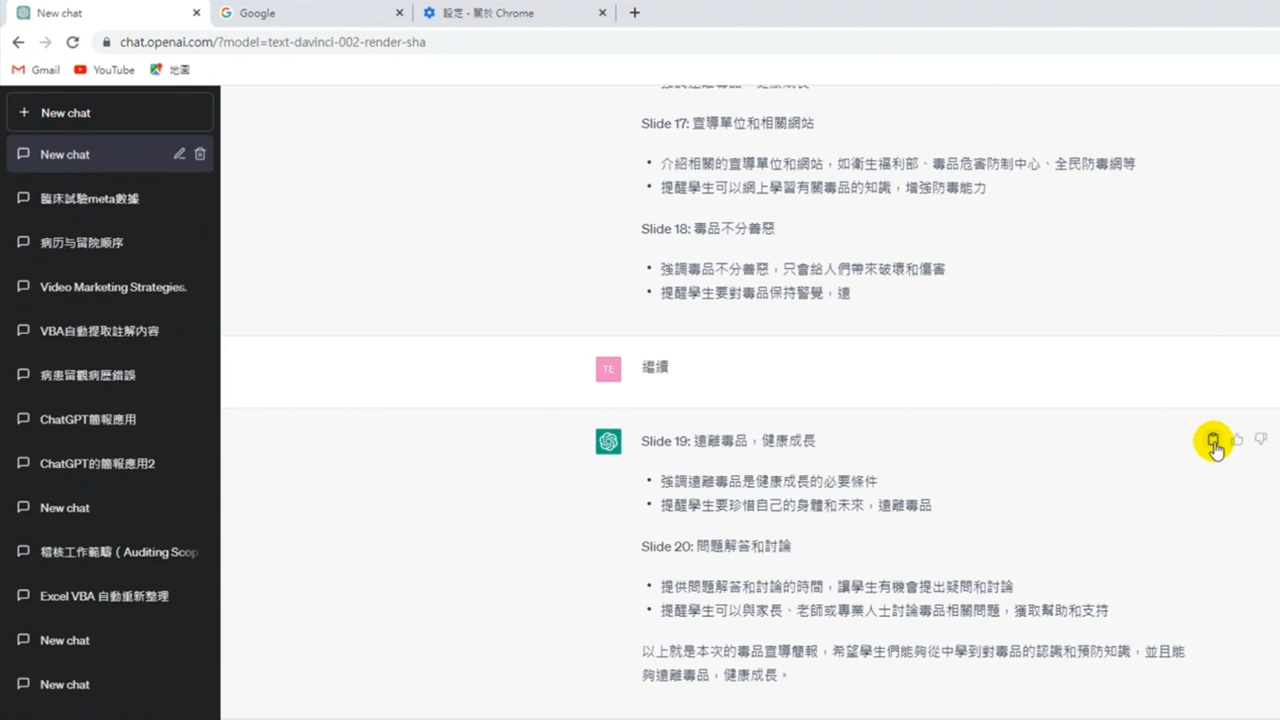 New chat
Google
設定 - 關於 Chrome
chat.openai.com/?model=text-davinci-002-render-sha
Gmail
YouTube
地圖
New chat
New chat
臨床試驗meta數據
病历与留院顺序
Video Marketing Strategies.
VBA自動提取註解內容
病患留觀病歷錯誤
ChatGPT簡報應用
ChatGPT的簡報應用2
New chat
稽核工作範疇（Auditing Scop
Excel VBA 自動重新整理
New chat
New chat
Slide 17: 宣導單位和相關網站
• 介紹相關的宣導單位和網站，如衛生福利部、毒品危害防制中心、全民防毒網等
• 提醒學生可以網上學習有關毒品的知識，增強防毒能力
Slide 18: 毒品不分善惡
• 強調毒品不分善惡，只會給人們帶來破壞和傷害
• 提醒學生要對毒品保持警覺，遠
TE
繼續
Slide 19: 遠離毒品，健康成長
• 強調遠離毒品是健康成長的必要條件
• 提醒學生要珍惜自己的身體和未來，遠離毒品
Slide 20: 問題解答和討論
• 提供問題解答和討論的時間，讓學生有機會提出疑問和討論
• 提醒學生可以與家長、老師或專業人士討論毒品相關問題，獲取幫助和支持
以上就是本次的毒品宣導簡報，希望學生們能夠從中學到對毒品的認識和預防知識，並且能
夠遠離毒品，健康成長。